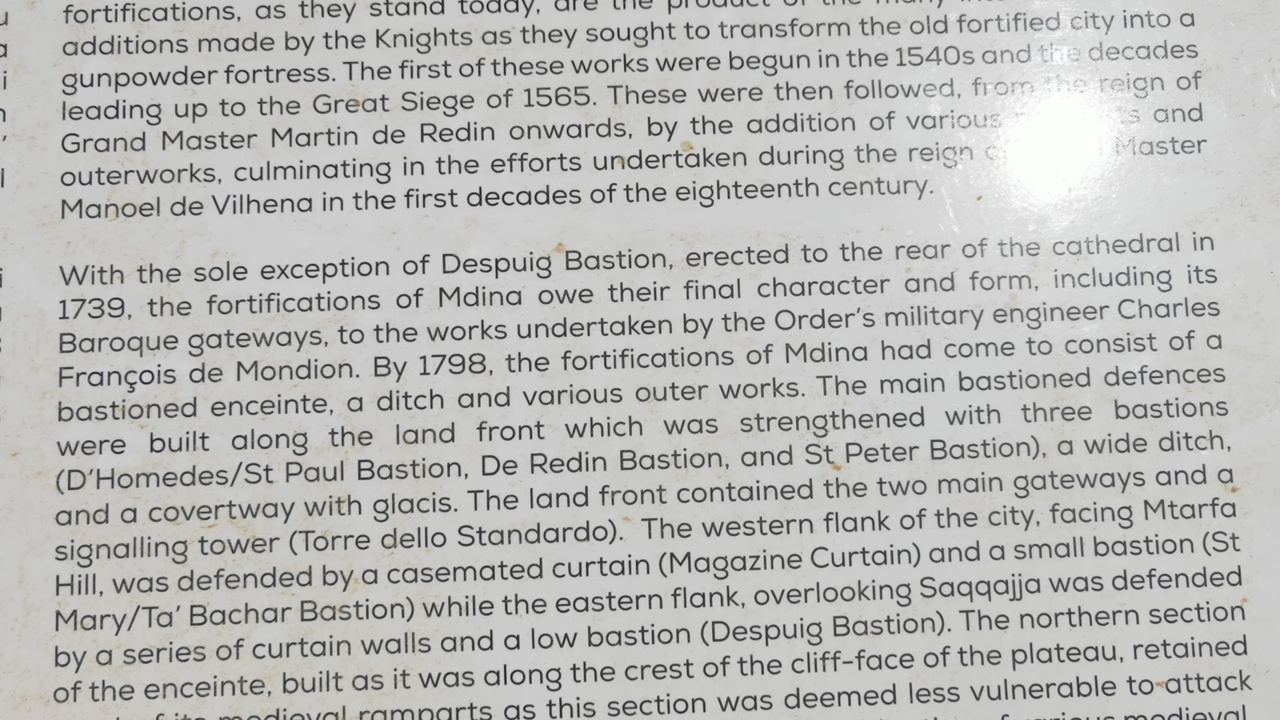 fortifications, as they stand today, are the product of the many
additions made by the Knights as they sought to transform the old fortified city into a
gunpowder fortress. The first of these works were begun in the 1540s and the decades
leading up to the Great Siege of 1565. These were then followed, from the reign of
Grand Master Martin de Redin onwards, by the addition of various and
outerworks, culminating in the efforts undertaken during the reign Master
Manoel de Vilhena in the first decades of the eighteenth century.
With the sole exception of Despuig Bastion, erected to the rear of the cathedral in
1739, the fortifications of Mdina owe their final character and form, including its
Baroque gateways, to the works undertaken by the Order's military engineer Charles
François de Mondion. By 1798, the fortifications of Mdina had come to consist of a
bastioned enceinte, a ditch and various outer works. The main bastioned defences
were built along the land front which was strengthened with three bastions
(D'Homedes/St Paul Bastion, De Redin Bastion, and St Peter Bastion), a wide ditch,
and a covertway with glacis. The land front contained the two main gateways and a
signalling tower (Torre dello Standardo). The western flank of the city, facing Mtarfa
Hill, was defended by a casemated curtain (Magazine Curtain) and a small bastion (St
Mary/Ta' Bachar Bastion) while the eastern flank, overlooking Saqqajja was defended
by a series of curtain walls and a low bastion (Despuig Bastion). The northern section
of the enceinte, built as it was along the crest of the cliff-face of the plateau, retained
of its medieval ramparts as this section was deemed less vulnerable to attack
medieval